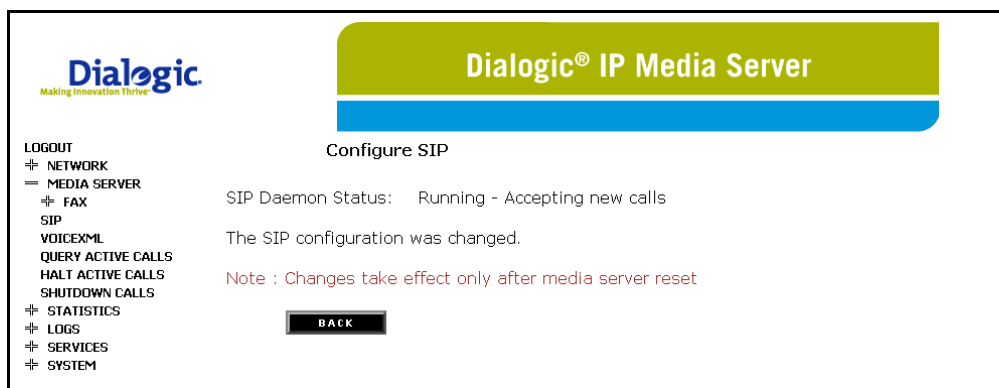 Dialogic.
Making Innovation Thrive™
Dialogic® IP Media Server
LOGOUT
NETWORK
MEDIA SERVER
FAX
SIP
VOICEXML
QUERY ACTIVE CALLS
HALT ACTIVE CALLS
SHUTDOWN CALLS
STATISTICS
LOGS
SERVICES
SYSTEM
Configure SIP
SIP Daemon Status: Running - Accepting new calls
The SIP configuration was changed.
Note : Changes take effect only after media server reset
BACK